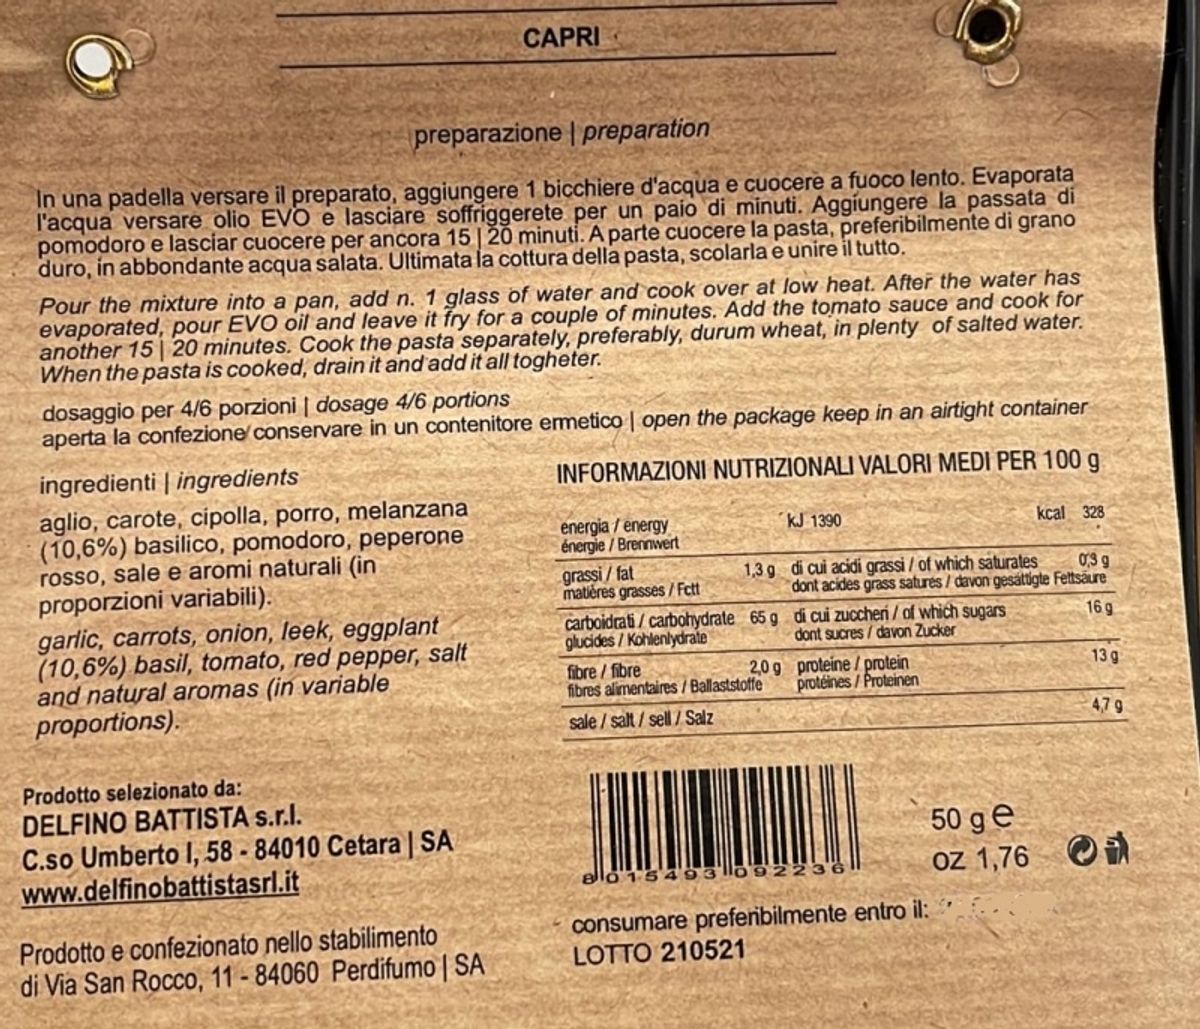 CAPRI
preparazione | preparation
In una padella versare il preparato, aggiungere 1 bicchiere d'acqua e cuocere a fuoco lento. Evaporata
l'acqua versare olio EVO e lasciare soffriggerete per un paio di minuti. Aggiungere la passata di
pomodoro e lasciar cuocere per ancora 15 | 20 minuti. A parte cuocere la pasta, preferibilmente di grano
duro, in abbondante acqua salata. Ultimata la cottura della pasta, scolarla e unire il tutto.
Pour the mixture into a pan, add n. 1 glass of water and cook over at low heat. After the water has
evaporated, pour EVO oil and leave it fry for a couple of minutes. Add the tomato sauce and cook for
another 15 | 20 minutes. Cook the pasta separately, preferably, durum wheat, in plenty of salted water.
When the pasta is cooked, drain it and add it all togheter.
dosaggio per 4/6 porzioni | dosage 4/6 portions
aperta la confezione conservare in un contenitore ermetico | open the package keep in an airtight container
ingredienti | ingredients
aglio, carote, cipolla, porro, melanzana
(10,6%) basilico, pomodoro, peperone
rosso, sale e aromi naturali (in
proporzioni variabili).
garlic, carrots, onion, leek, eggplant
(10,6%) basil, tomato, red pepper, salt
and natural aromas (in variable
proportions).
INFORMAZIONI NUTRIZIONALI VALORI MEDI PER 100 g
energia / energy kJ 1390 kcal 328
énergie / Brennwert
grassi / fat 1,3 g di cui acidi grassi / of which saturates 0,3 g
matières grasses / Fctt dont acides grass satures / davon gesättigte Fettsäure
carboidrati / carbohydrate 65 g di cui zuccheri / of which sugars 16 g
glucides / Kohlenlydrate dont sucres / davon Zucker
fibre / fibre 2,0 g proteine / protein 13 g
fibres alimentaires / Ballaststoffe protéines / Proteinen
sale / salt / sell / Salz 4,7 g
Prodotto selezionato da:
DELFINO BATTISTA s.r.l.
C.so Umberto I, 58 - 84010 Cetara | SA
www.delfinobattistasrl.it
Prodotto e confezionato nello stabilimento
di Via San Rocco, 11 - 84060 Perdifumo | SA
8 015493 092236
50 g e
oz 1,76
consumare preferibilmente entro il:
LOTTO 210521